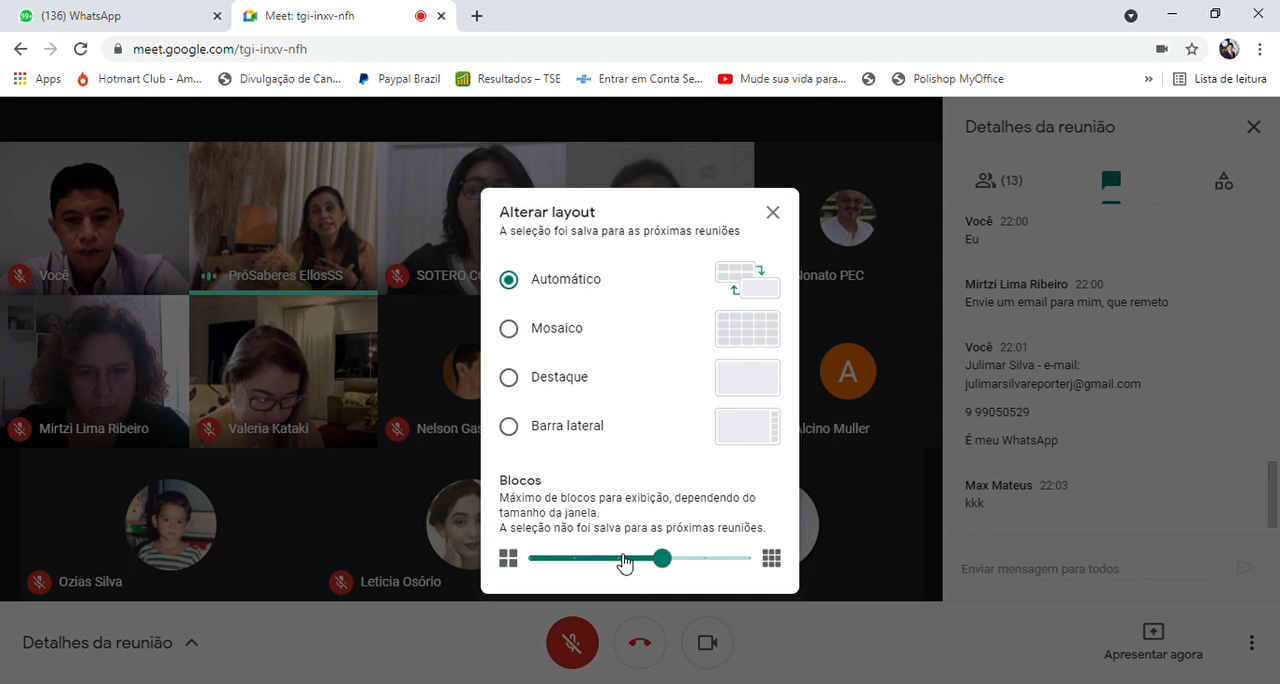 (136) WhatsApp
Meet: tgi-inxv-nfh
meet.google.com/tgi-inxv-nfh
Apps
Hotmart Club - Am...
Divulgação de Can...
Paypal Brazil
Resultados – TSE
Entrar em Conta Se...
Mude sua vida para...
Polishop MyOffice
»
Lista de leitura
Você
PróSaberes EllosSS
SOTERO CO
Nonato PEC
Mirtzi Lima Ribeiro
Valeria Kataki
Nelson Gas
A
Alcino Muller
Ozias Silva
Leticia Osório
Alterar layout
A seleção foi salva para as próximas reuniões
Automático
Mosaico
Destaque
Barra lateral
Blocos
Máximo de blocos para exibição, dependendo do
tamanho da janela.
A seleção não foi salva para as próximas reuniões.
Detalhes da reunião
(13)
Você 22:00
Eu
Mirtzi Lima Ribeiro 22:00
Envie um email para mim, que remeto
Você 22:01
Julimar Silva - e-mail:
julimarsilvareporterj@gmail.com
9 99050529
É meu WhatsApp
Max Mateus 22:03
kkk
Enviar mensagem para todos
Detalhes da reunião
Apresentar agora